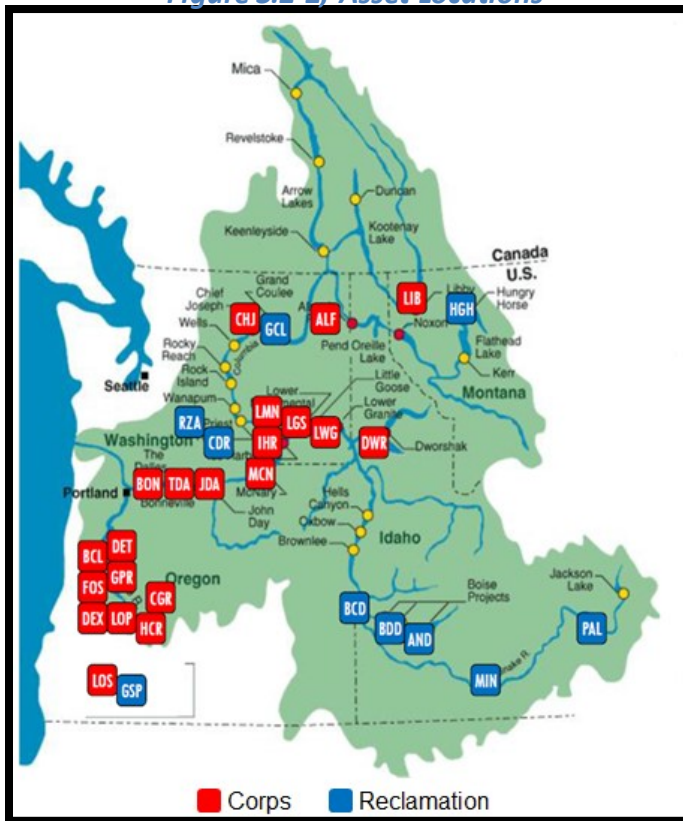 Figure 3.2-2, Asset Locations
Mica
Revelstoke
Arrow
Lakes
Duncan
Keenleyside
Kootenay
Lake
Canada
U.S.
Grand
Coulee
Chief
Joseph
CHJ
GCL
ALF
LIB
Libby
HGH
Hungry
Horse
Wells
Noxon
Pend Oreille
Lake
Flathead
Lake
Rocky
Reach
Columbia
Kerr
Seattle
Rock
Island
Little
Goose
Montana
Wanapum
Lower
LMN
LGS
Lower
Granite
RZA
Priest
LWG
Washington
CDR
IHR
DWR
Dworshak
The
Dalles
MCN
McNary
Portland
BON
TDA
JDA
Bonneville
John
Day
Hells
Canyon
Oxbow
Idaho
Brownlee
BCL
DET
FOS
GPR
Oregon
CGR
DEX
LOP
HCR
Jackson
Lake
Boise
Projects
BCD
BDD
AND
PAL
MIN
LOS
GSP
Corps
Reclamation